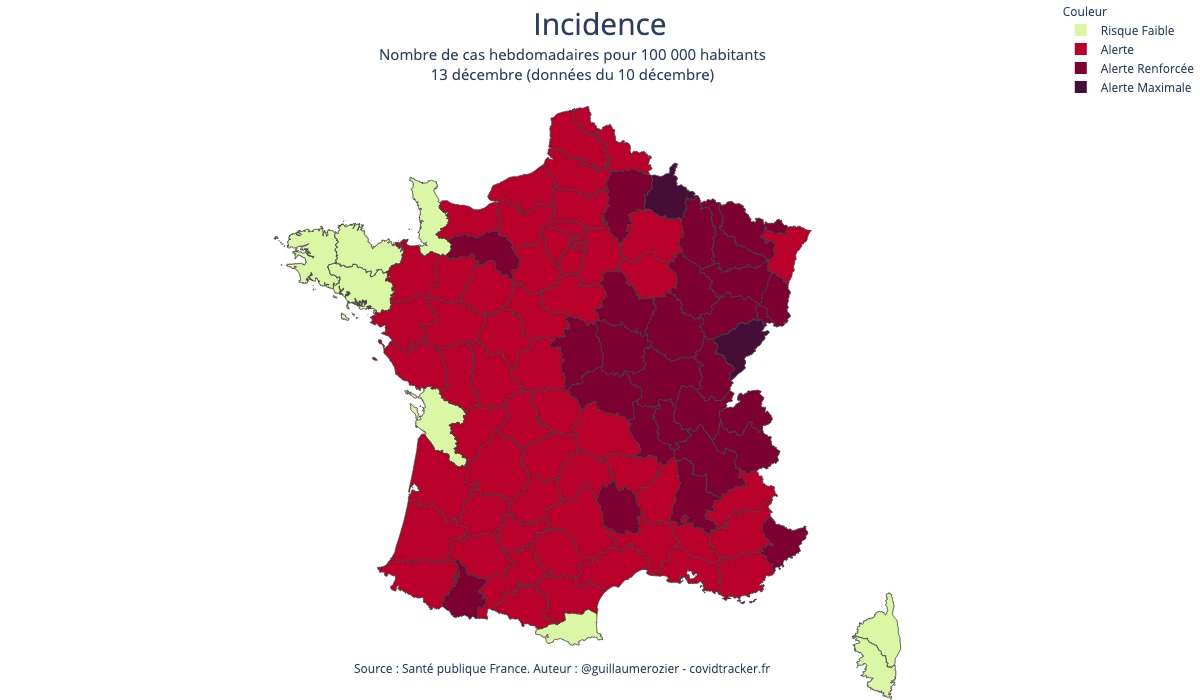 Incidence
Nombre de cas hebdomadaires pour 100 000 habitants
13 décembre (données du 10 décembre)
Couleur
Risque Faible
Alerte
Alerte Renforcée
Alerte Maximale
Source : Santé publique France. Auteur : @guillaumerozier - covidtracker.fr